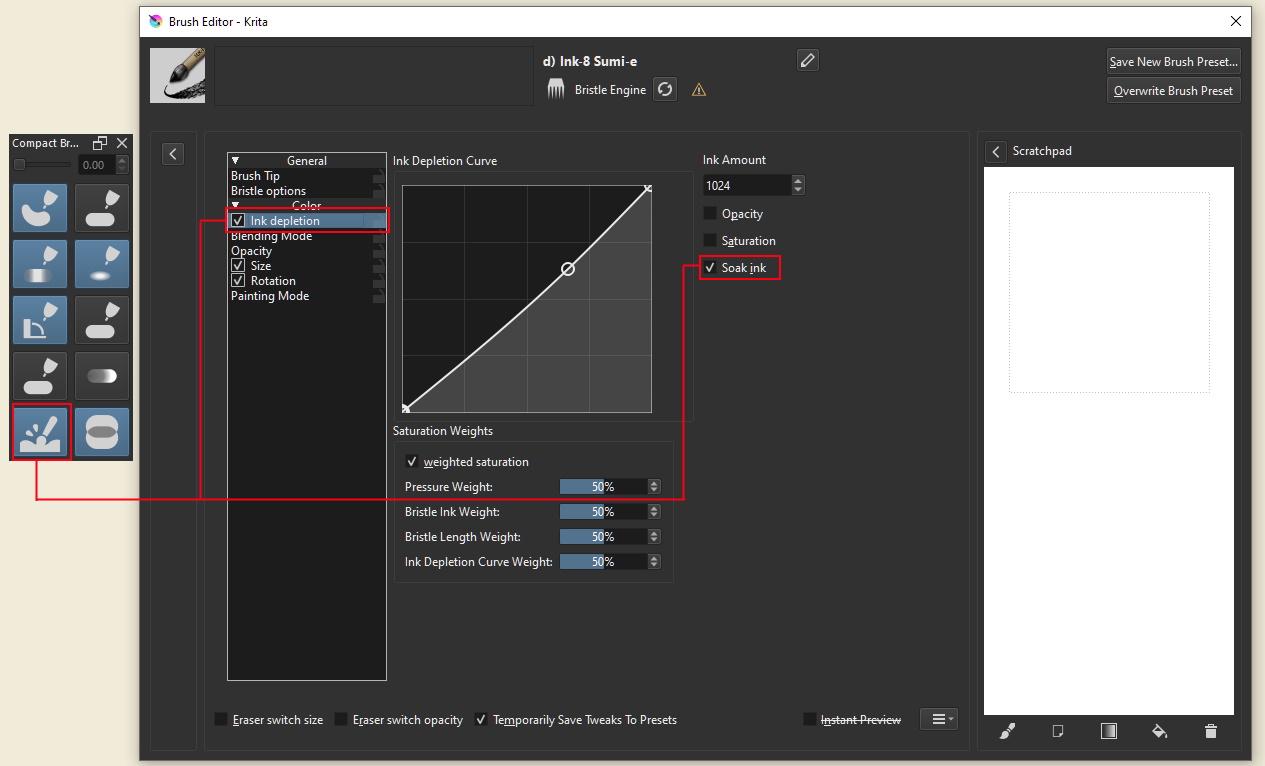 Brush Editor - Krita
d) Ink-8 Sumi-e
Bristle Engine
Save New Brush Preset...
Overwrite Brush Preset
Compact Br...
0.00
General
Brush Tip
Bristle options
Color
Ink depletion
Blending Mode
Opacity
Size
Rotation
Painting Mode
Ink Depletion Curve
Saturation Weights
weighted saturation
Pressure Weight: 50%
Bristle Ink Weight: 50%
Bristle Length Weight: 50%
Ink Depletion Curve Weight: 50%
Ink Amount
1024
Opacity
Saturation
Soak ink
Scratchpad
Eraser switch size
Eraser switch opacity
Temporarily Save Tweaks To Presets
Instant Preview